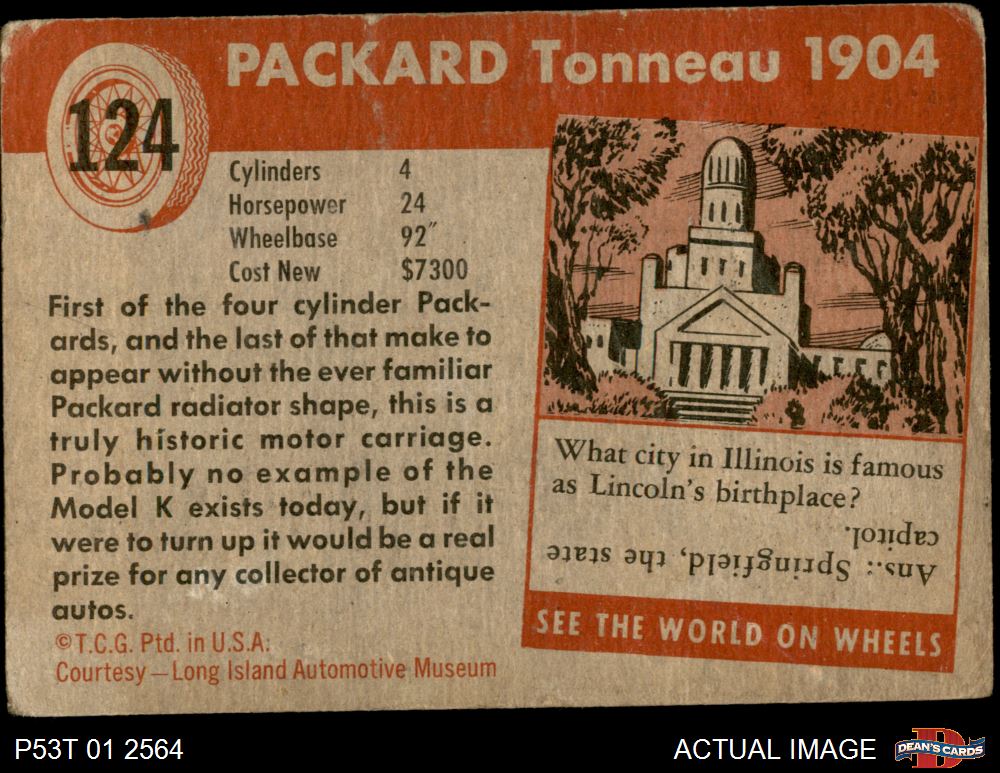 PACKARD Tonneau 1904
124
Cylinders 4
Horsepower 24
Wheelbase 92"
Cost New $7300
First of the four cylinder Pack-
ards, and the last of that make to
appear without the ever familiar
Packard radiator shape, this is a
truly historic motor carriage.
Probably no example of the
Model K exists today, but if it
were to turn up it would be a real
prize for any collector of antique
autos.
©T.C.G. Ptd. in U.S.A:
Courtesy—Long Island Automotive Museum
What city in Illinois is famous
as Lincoln's birthplace?
Ans.: Springfield, the state
capitol.
SEE THE WORLD ON WHEELS
P53T 01 2564
ACTUAL IMAGE
D
DEAN'S CARDS